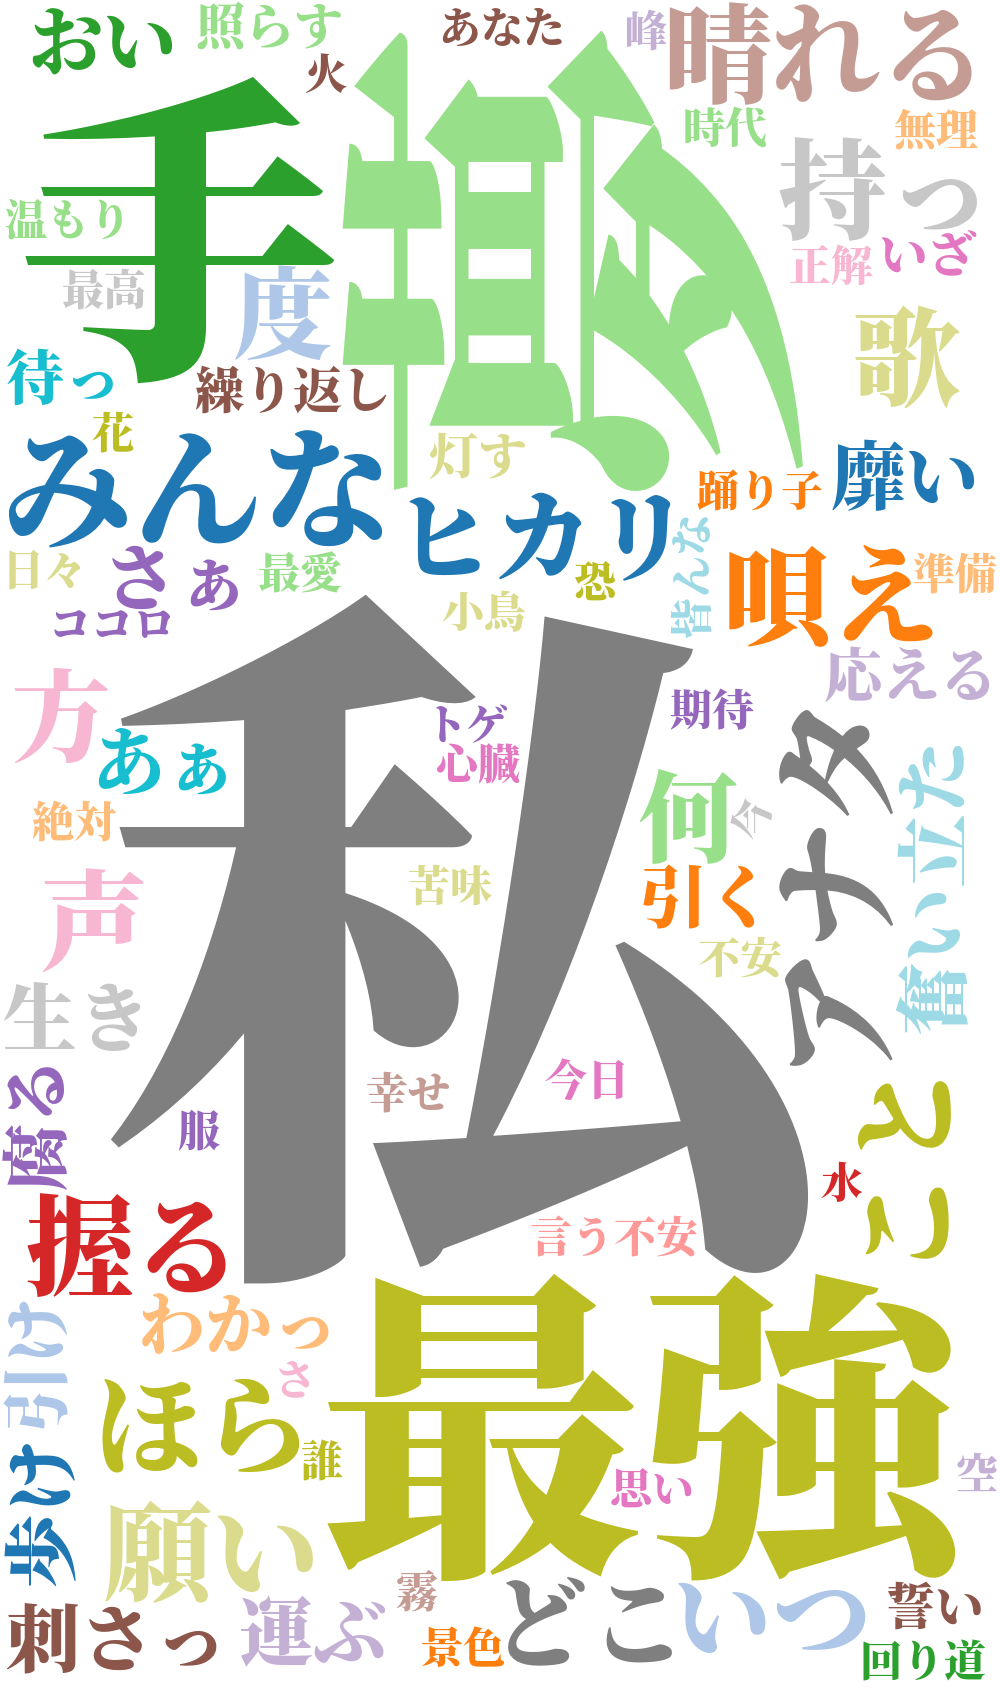 おい
照らす
あなた
峰
晴れる
火
手
掛
時代
無理
持っ
温もり
最高
度
正解
いざ
歌
待っ
繰り返し
花
みんな
灯す
ヒカリ
踊り子
靡い
日々
さぁ
最愛
恐
皆んな
唄え
準備
ココロ
小鳥
私
応える
方
あぁ
トゲ
心臓
期待
アナタ
奮い立た
何
今
絶対
声
苦味
引く
不安
生き
腐る
服
幸せ
今日
こと
水
握る
言う不安
引け
わかっ
最強
さ
ほら
誰
歩け
思い
空
願い
霧
どこ
いつ
誓い
刺さっ
運ぶ
景色
回り道